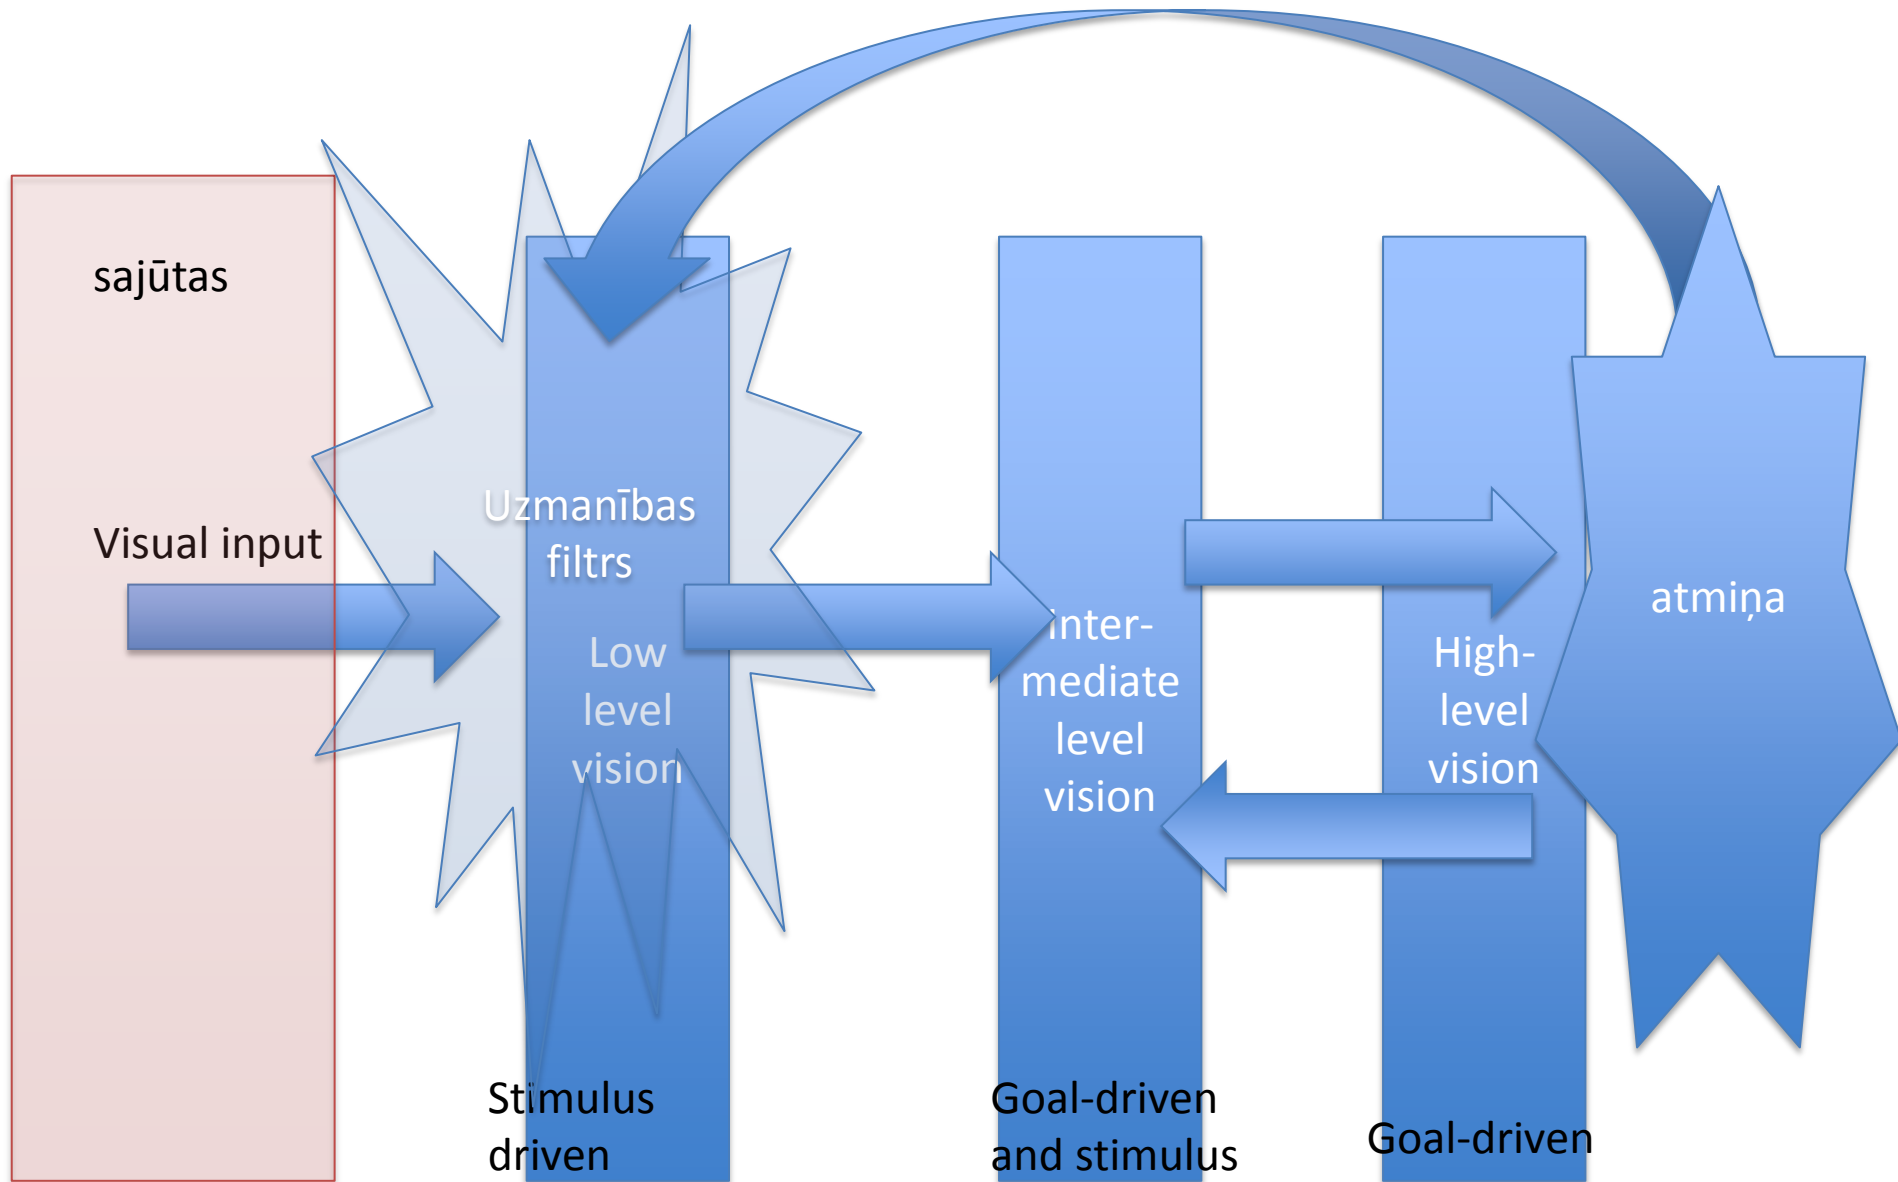 sajūtas
Visual input
Uzmanības
filtrs
Low
level
vision
Inter-
mediate
level
vision
High-
level
vision
atmiņa
Stimulus
driven
Goal-driven
and stimulus
Goal-driven